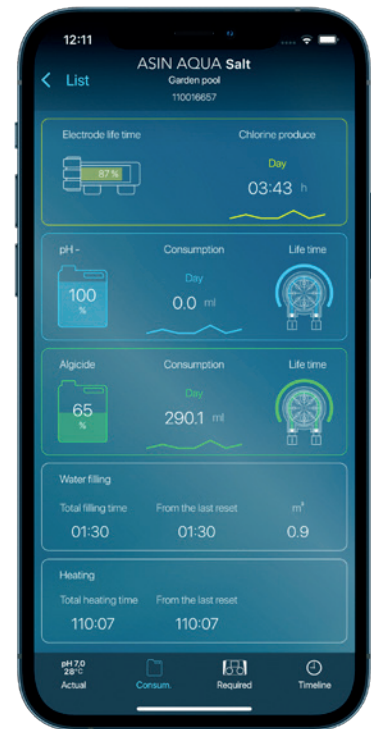 12:11
ASIN AQUA Salt
List
Garden pool
110016657
Electrode life time
Chlorine produce
87 %
Day
03:43 h
pH -
Consumption
Life time
100
%
Day
0.0 ml
Algicide
Consumption
Life time
65
%
Day
290.1 ml
Water filling
Total filling time
From the last reset
m³
01:30
01:30
0.9
Heating
Total heating time
From the last reset
110:07
110:07
pH 7,0
28°C
Actual
Consum.
Required
Timeline